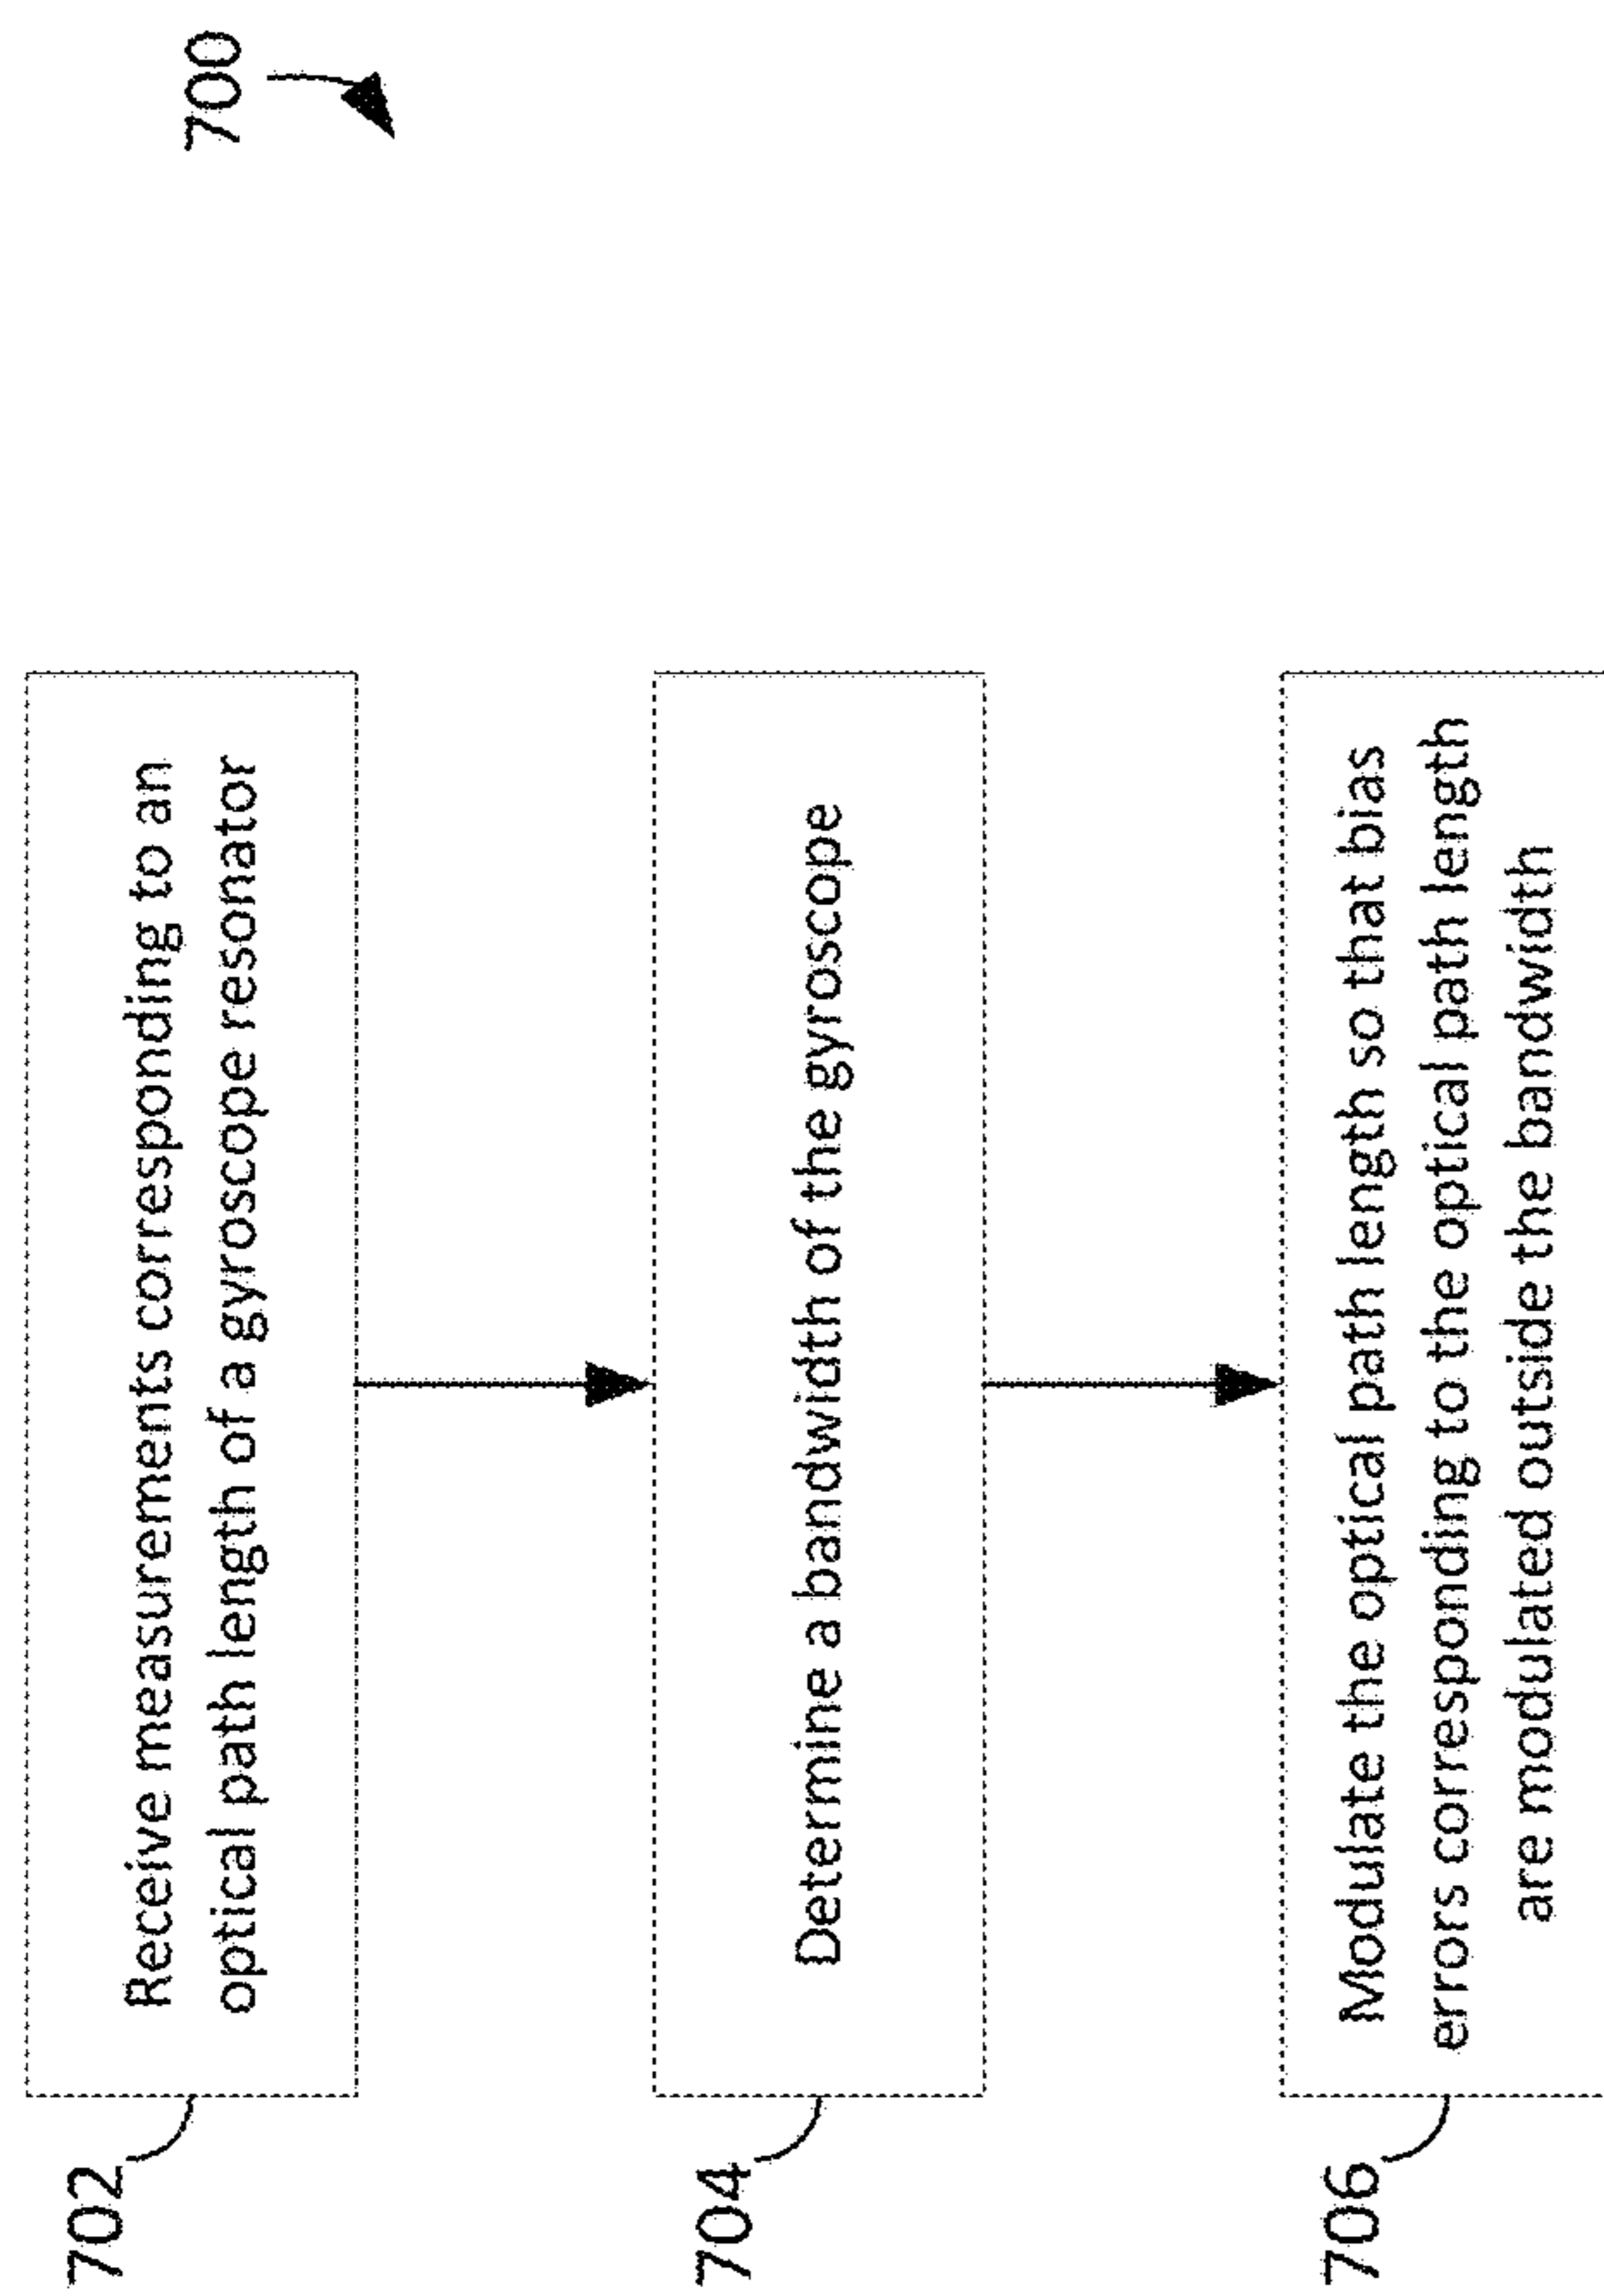 700
702
Receive measurements corresponding to an
optical path length of a gyroscope resonator
704
Determine a bandwidth of the gyroscope
706
Modulate the optical path length so that bias
errors corresponding to the optical path length
are modulated outside the bandwidth